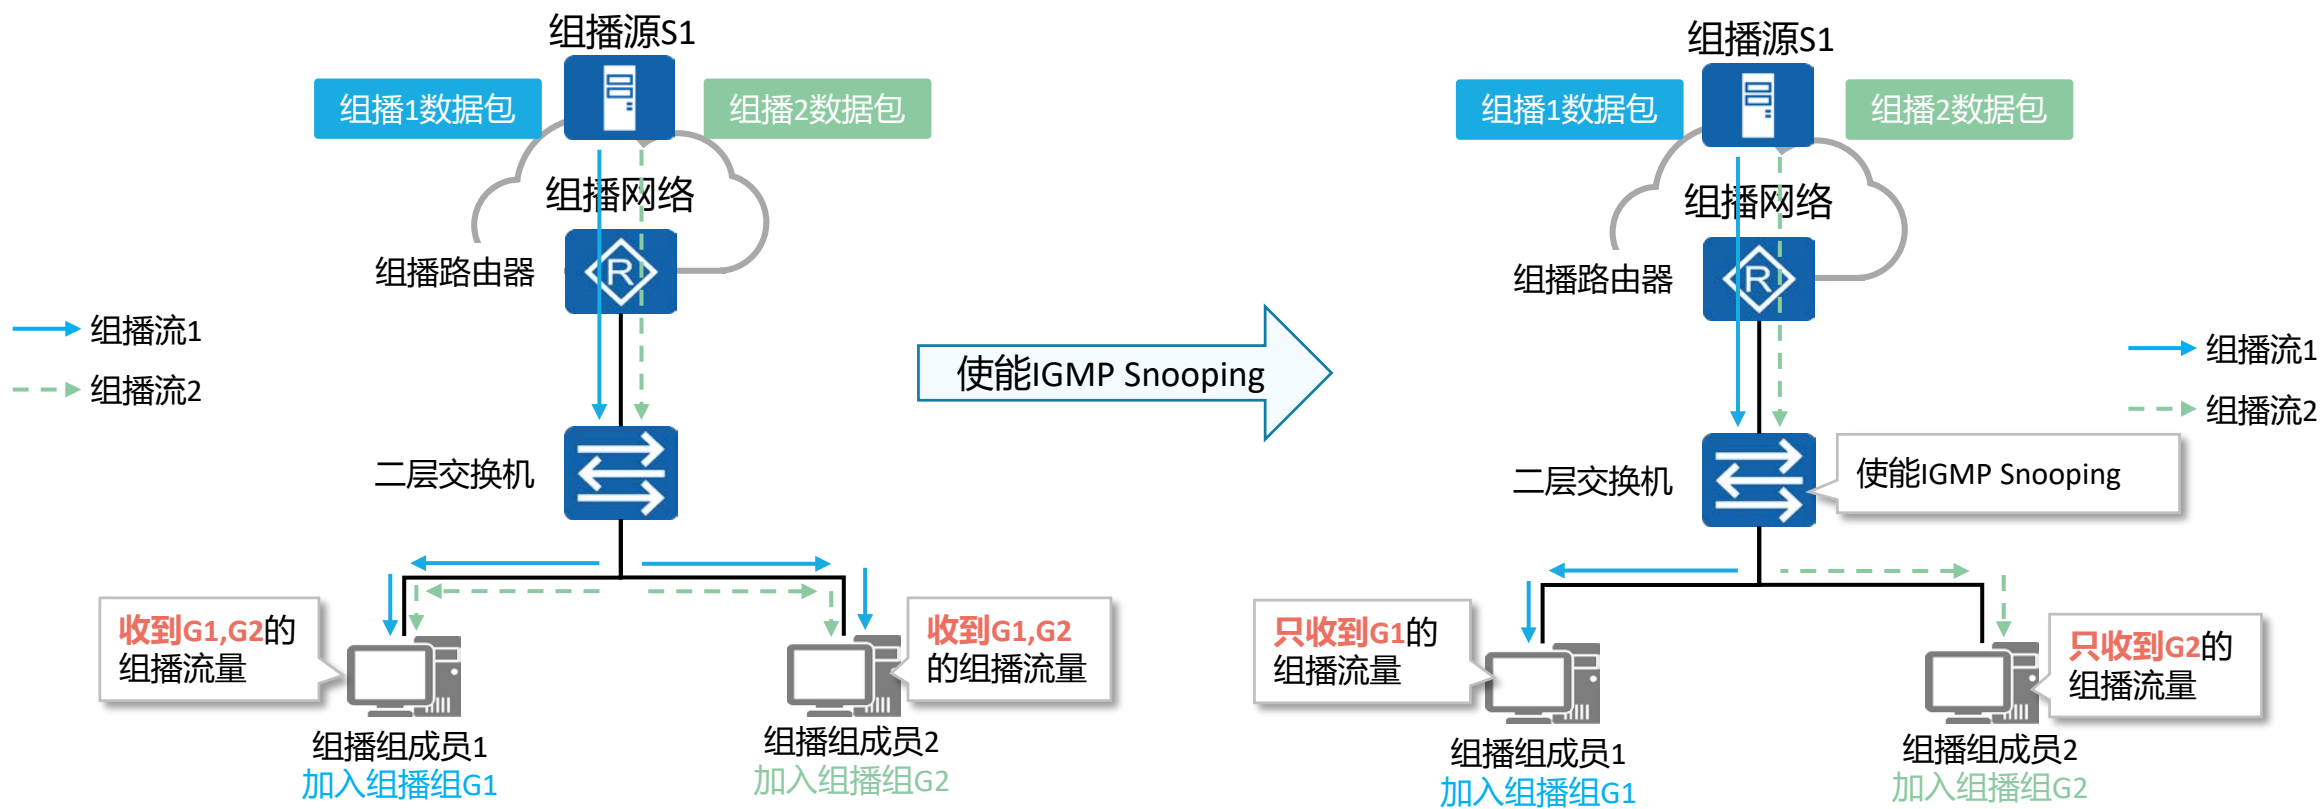 组播源S1
组播1数据包
组播2数据包
组播网络
组播路由器
R
组播流1
组播流2
二层交换机
收到G1,G2的
组播流量
收到G1,G2
的组播流量
组播组成员1
加入组播组G1
组播组成员2
加入组播组G2
使能IGMP Snooping
组播源S1
组播1数据包
组播2数据包
组播网络
组播路由器
R
组播流1
组播流2
二层交换机
使能IGMP Snooping
只收到G1的
组播流量
只收到G2的
组播流量
组播组成员1
加入组播组G1
组播组成员2
加入组播组G2